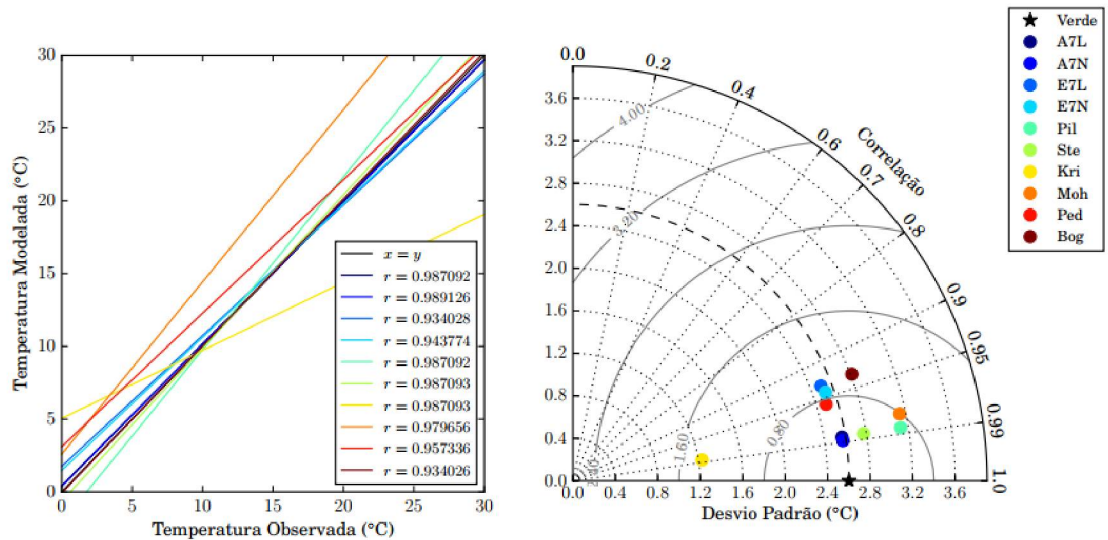 30
25
20
15
10
5
0
Temperatura Modelada (°C)
0
5
10
15
20
25
30
Temperatura Observada (°C)
x = y
r = 0.987092
r = 0.989126
r = 0.934028
r = 0.943774
r = 0.987092
r = 0.987093
r = 0.987093
r = 0.979656
r = 0.957336
r = 0.934026
0.0
0.2
0.4
0.6
0.7
0.8
0.9
0.95
0.99
1.0
Correlação
3.6
3.2
2.8
2.4
2.0
1.6
1.2
0.8
0.4
0.0
4.00
3.20
2.40
1.60
0.80
0.0
0.4
0.8
1.2
1.6
2.0
2.4
2.8
3.2
3.6
Desvio Padrão (°C)
Verde
A7L
A7N
E7L
E7N
Pil
Ste
Kri
Moh
Ped
Bog